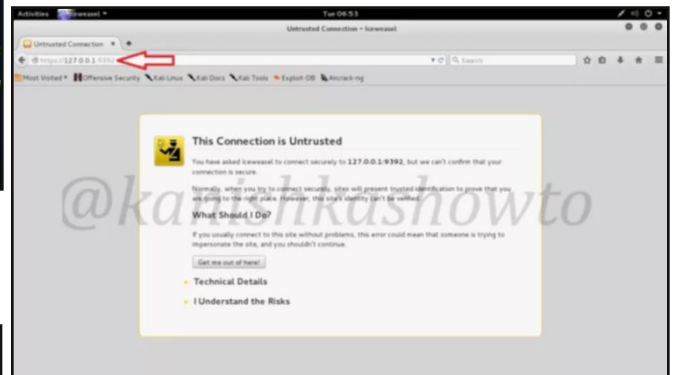 Activities Iceweasel Tue 06:53
Untrusted Connection - Iceweasel
Untrusted Connection
https://127.0.0.1:9392 Search
Most Visited Offensive Security Kali Linux Kali Docs Kali Tools Exploit-DB Aircrack-ng
This Connection is Untrusted
You have asked Iceweasel to connect securely to 127.0.0.1:9392, but we can't confirm that your
connection is secure.
Normally, when you try to connect securely, sites will present trusted identification to prove that you
are going to the right place. However, this site's identity can't be verified.
@kanishkashowto
What Should I Do?
If you usually connect to this site without problems, this error could mean that someone is trying to
impersonate the site, and you shouldn't continue.
Get me out of here!
Technical Details
I Understand the Risks